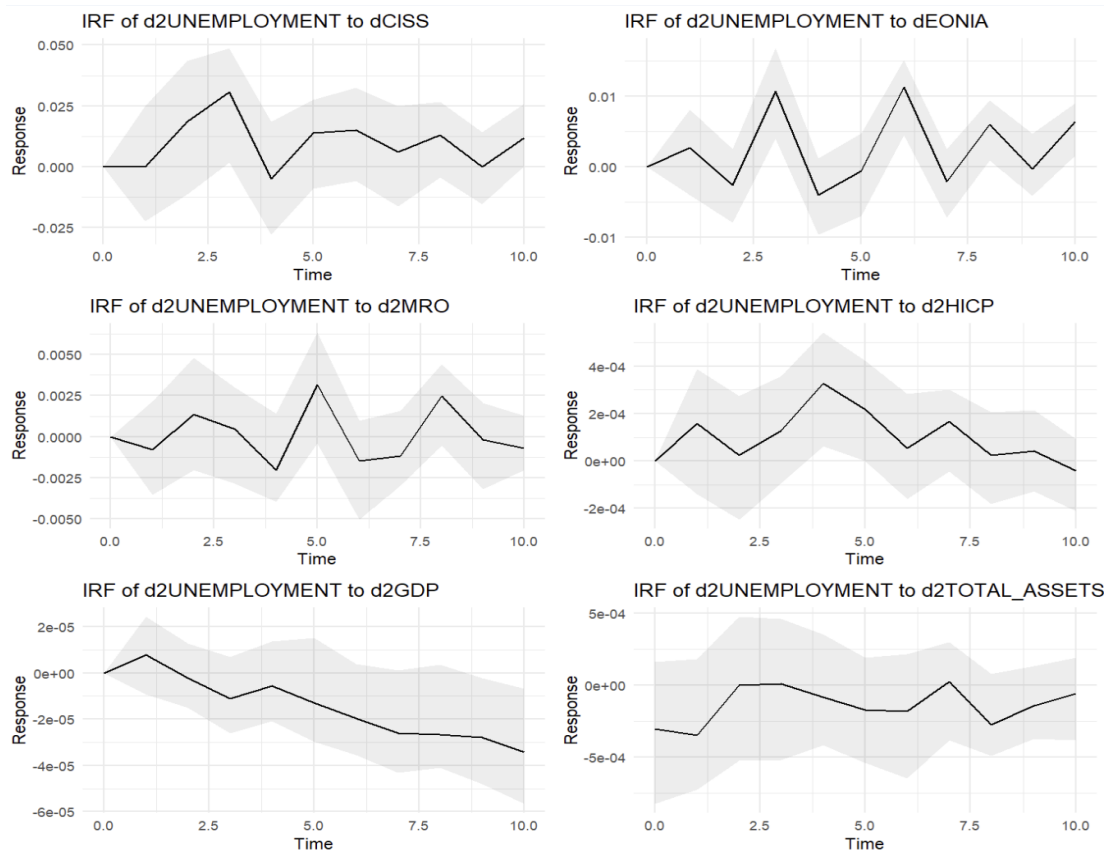 IRF of d2UNEMPLOYMENT to dCISS
0.050
0.025
0.000
-0.025
Response
0.0
2.5
5.0
7.5
10.0
Time
IRF of d2UNEMPLOYMENT to dEONIA
0.01
0.00
-0.01
Response
0.0
2.5
5.0
7.5
10.0
Time
IRF of d2UNEMPLOYMENT to d2MRO
0.0050
0.0025
0.0000
-0.0025
-0.0050
Response
0.0
2.5
5.0
7.5
10.0
Time
IRF of d2UNEMPLOYMENT to d2HICP
4e-04
2e-04
0e+00
-2e-04
Response
0.0
2.5
5.0
7.5
10.0
Time
IRF of d2UNEMPLOYMENT to d2GDP
2e-05
0e+00
-2e-05
-4e-05
-6e-05
Response
0.0
2.5
5.0
7.5
10.0
Time
IRF of d2UNEMPLOYMENT to d2TOTAL_ASSETS
5e-04
0e+00
-5e-04
Response
0.0
2.5
5.0
7.5
10.0
Time